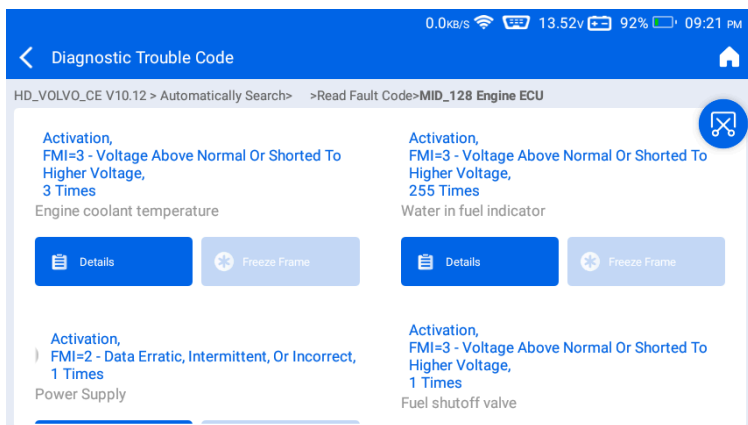 0.0KB/S 13.52V 92% 09:21 PM
Diagnostic Trouble Code
HD_VOLVO_CE V10.12 > Automatically Search> >Read Fault Code>MID_128 Engine ECU
Activation,
FMI=3 - Voltage Above Normal Or Shorted To
Higher Voltage,
3 Times
Engine coolant temperature
Details
Freeze Frame
Activation,
FMI=3 - Voltage Above Normal Or Shorted To
Higher Voltage,
255 Times
Water in fuel indicator
Details
Freeze Frame
Activation,
FMI=2 - Data Erratic, Intermittent, Or Incorrect,
1 Times
Power Supply
Activation,
FMI=3 - Voltage Above Normal Or Shorted To
Higher Voltage,
1 Times
Fuel shutoff valve